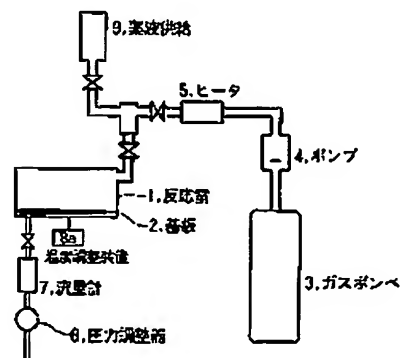 9,薬液供給
5,ヒータ
4,ポンプ
1,反応器
2,基板
8a
温度調整装置
7,流量計
3,ガスボンベ
6,圧力調整器